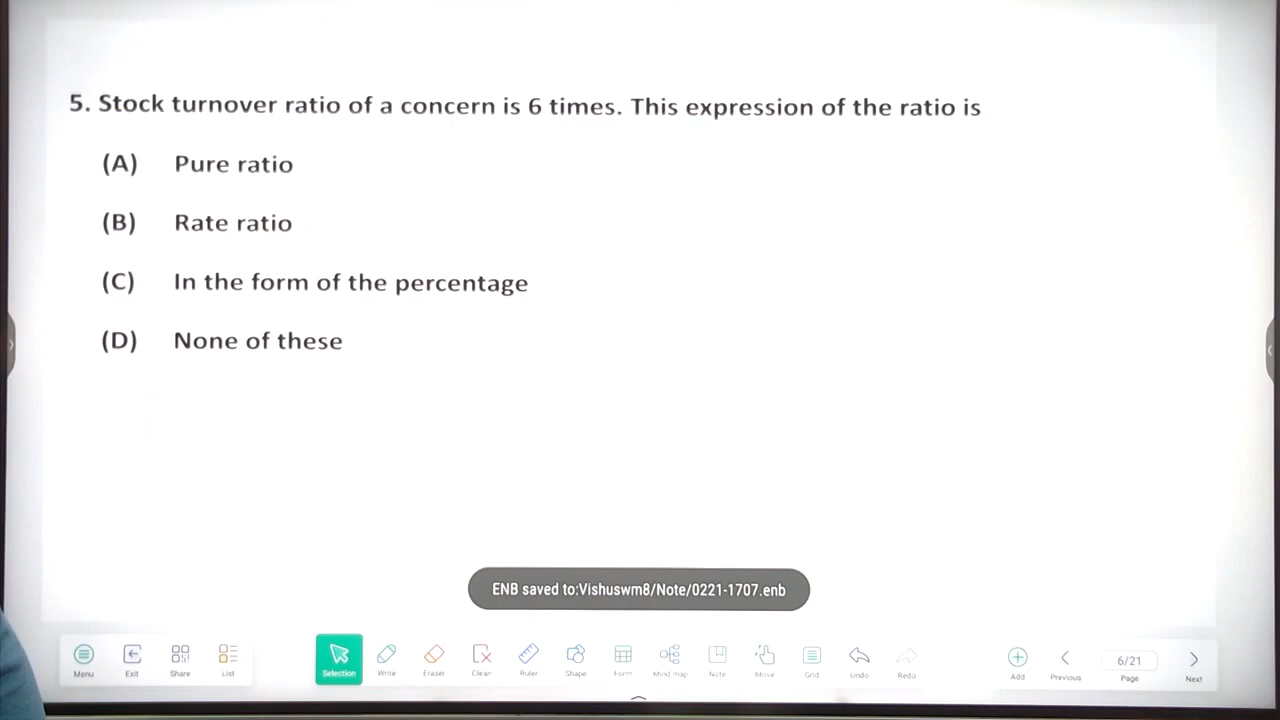 5. Stock turnover ratio of a concern is 6 times. This expression of the ratio is
(A) Pure ratio
(B) Rate ratio
(C) In the form of the percentage
(D) None of these
ENB saved to:Vishuswm8/Note/0221-1707.enb
Menu Exit Share List Selection Write Eraser Clean Ruler Shape Form Mind map Note Move Grid Undo Redo Add Previous 6/21 Page Next